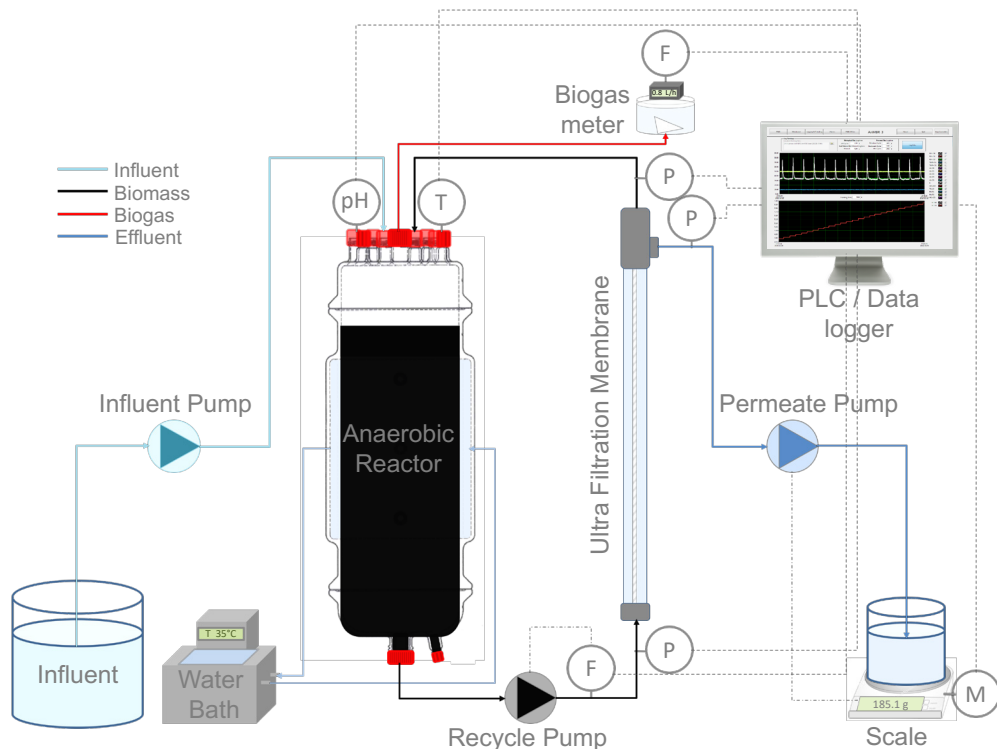 F
0.8 L/h
Biogas
meter
Influent
Biomass
Biogas
Effluent
pH
T
P
P
PLC / Data
logger
Influent Pump
Permeate Pump
Anaerobic
Reactor
Ultra Filtration Membrane
T 35°C
Influent
Water
Bath
F
P
M
185.1 g
Recycle Pump
Scale